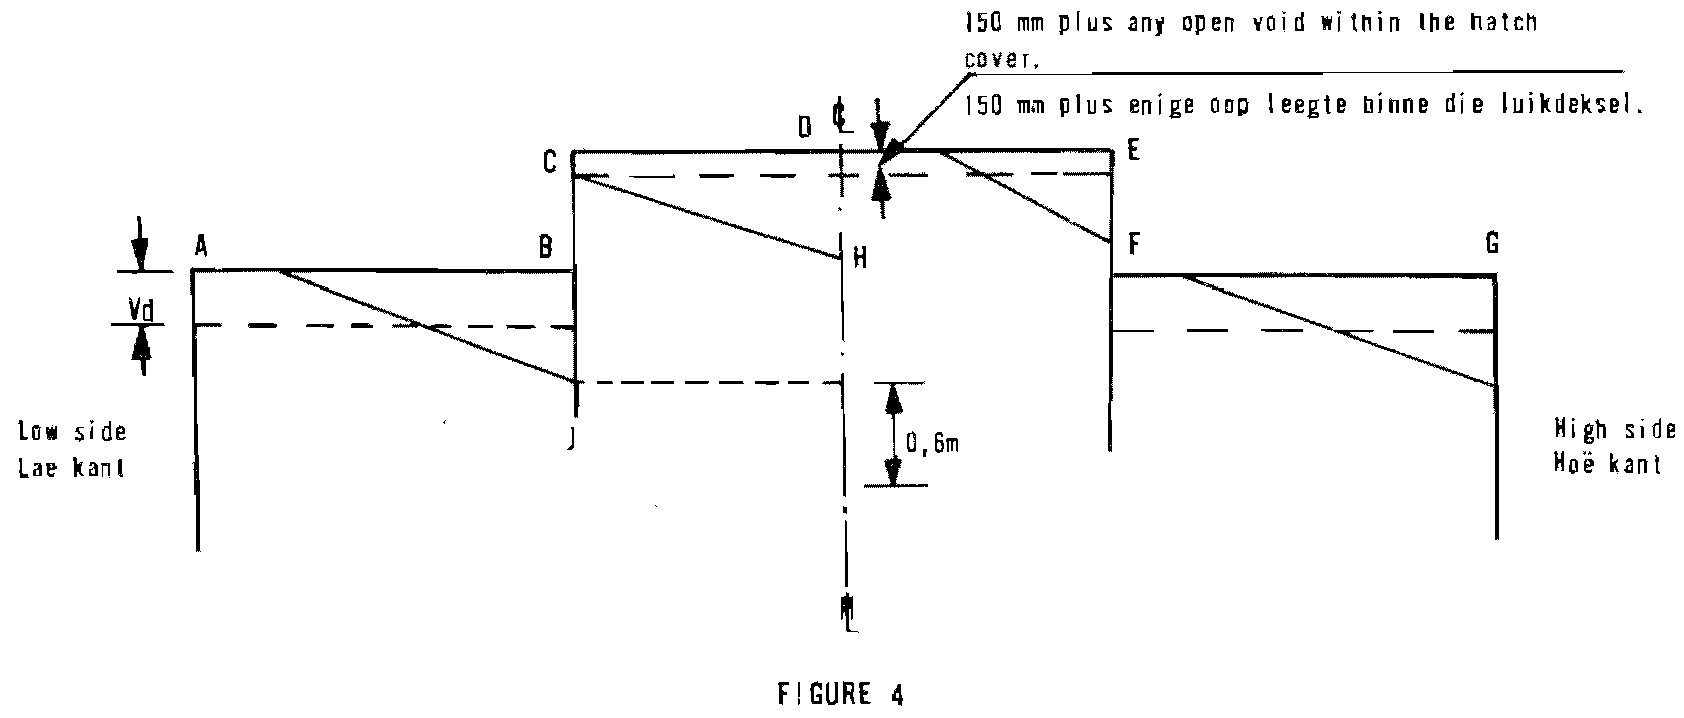 150 mm plus any open void within the hatch
cover.
150 mm plus enige oop leegte binne die luikdeksel.
D
C
E
A
B
F
G
H
Vd
0,6m
Low side
Lae kant
J
High side
Hoë kant
FIGURE 4